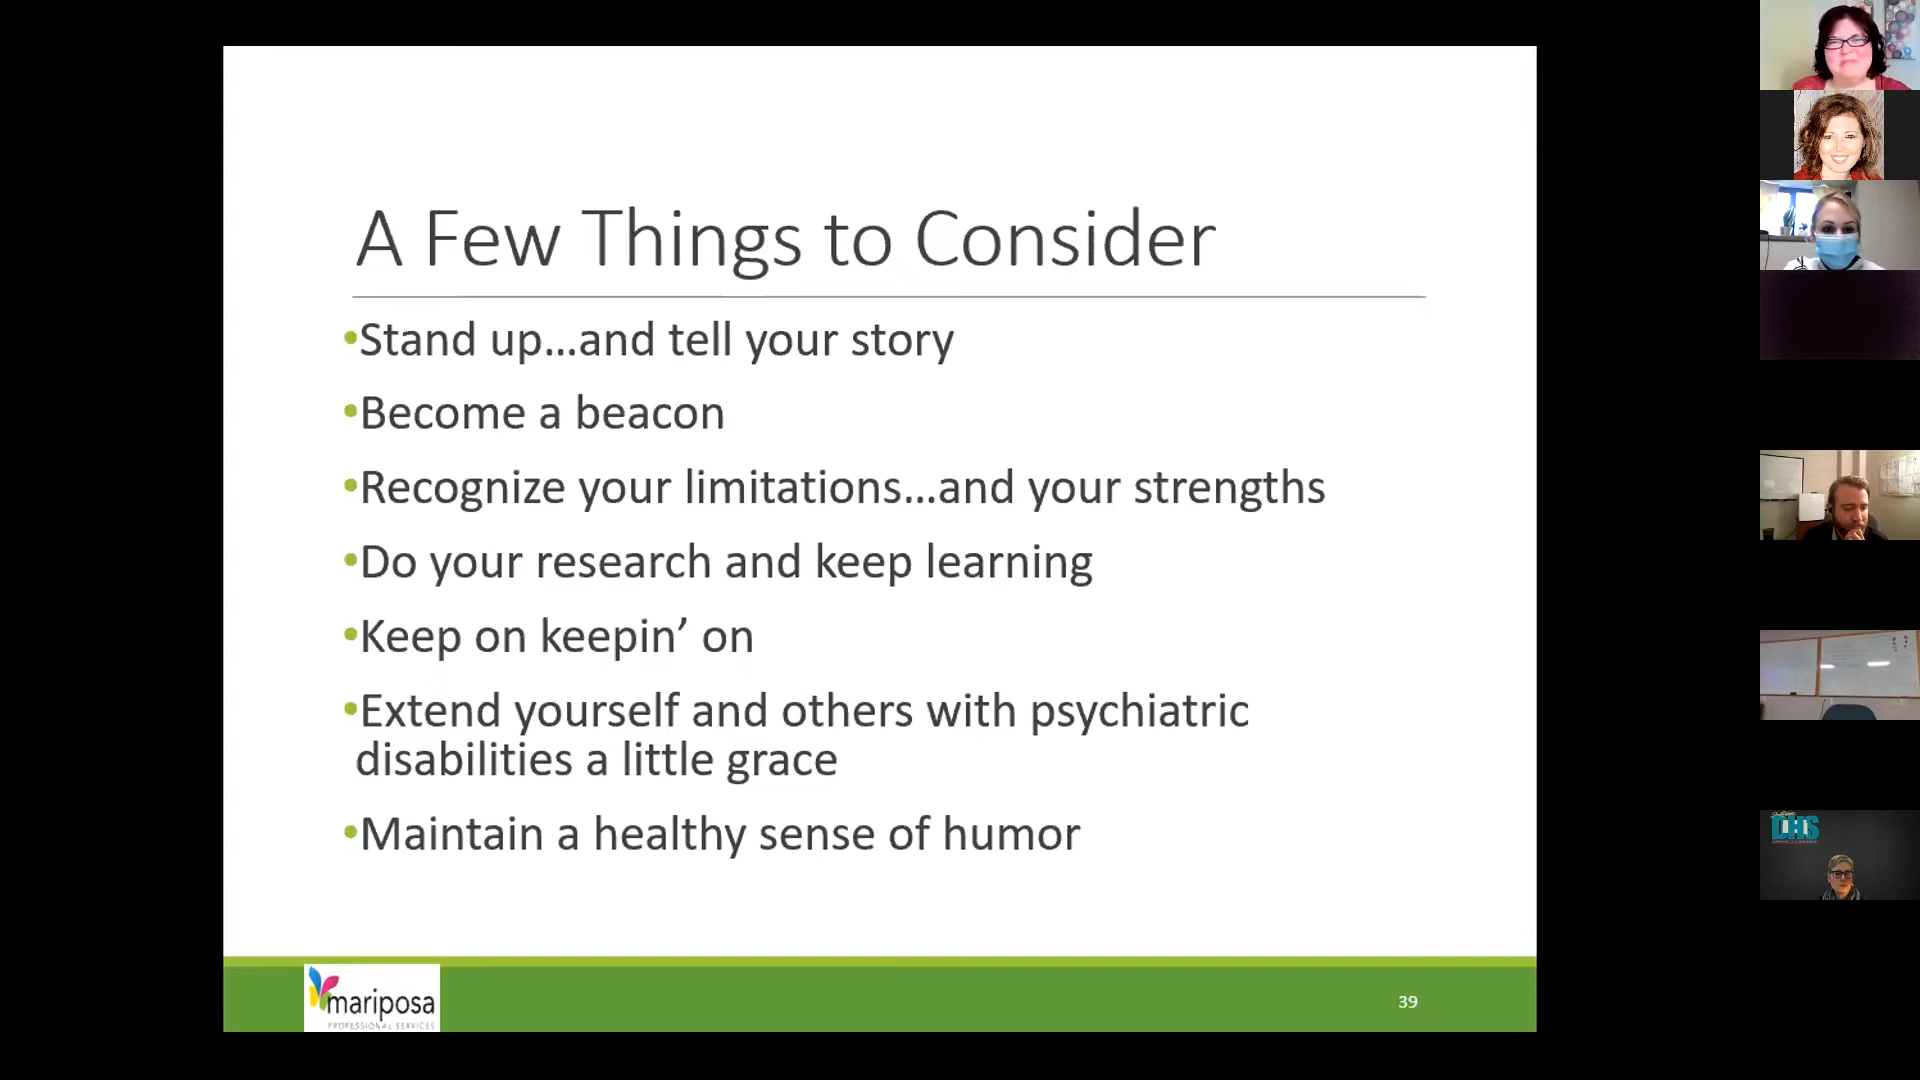 A Few Things to Consider
•Stand up...and tell your story
•Become a beacon
•Recognize your limitations...and your strengths
•Do your research and keep learning
•Keep on keepin’ on
•Extend yourself and others with psychiatric
disabilities a little grace
•Maintain a healthy sense of humor
mariposa
PROFESSIONAL SERVICES
39
DHS